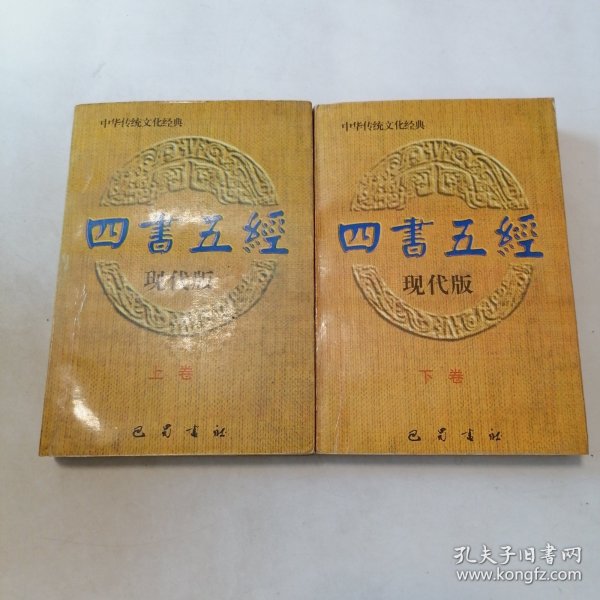 中华传统文化经典
四書五經
现代版
上卷
巴蜀書社
中华传统文化经典
四書五經
现代版
下卷
巴蜀書社
孔夫子旧书网
www.kongfz.com